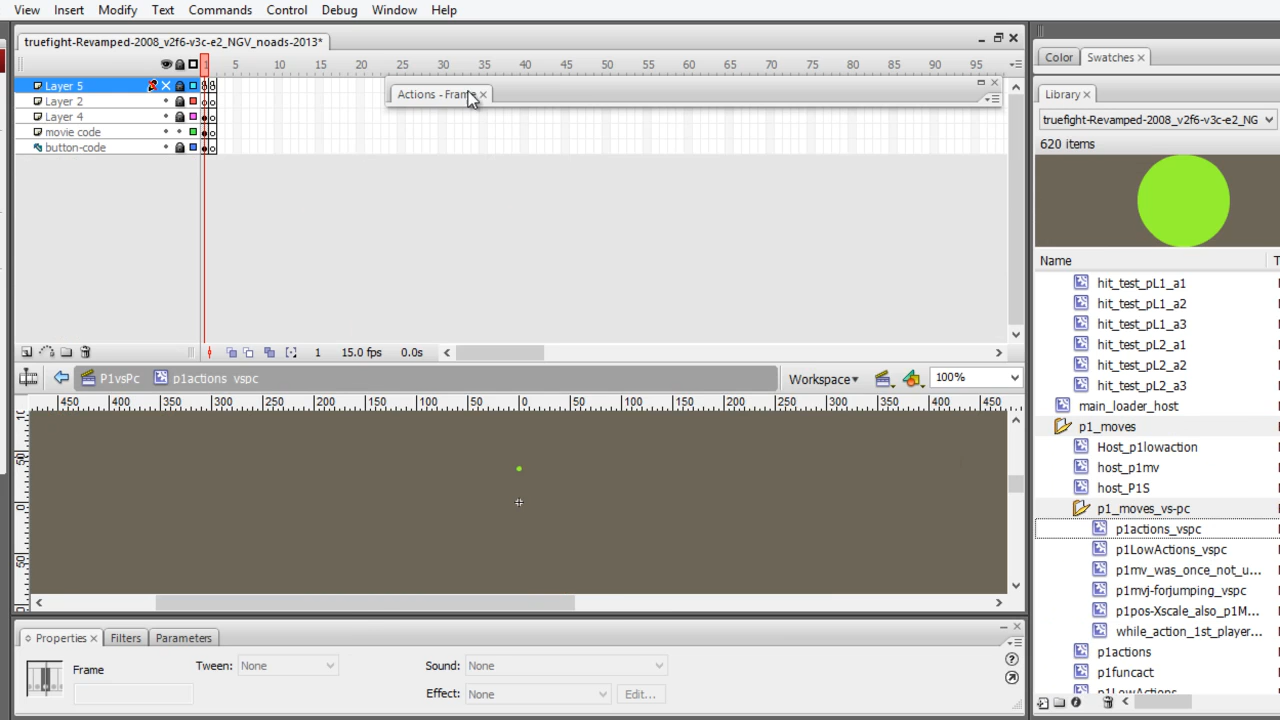 View Insert Modify Text Commands Control Debug Window Help
truefight-Revamped-2008_v2f6-v3c-e2_NGV_noads-2013*
1 5 10 15 20 25 30 35 40 45 50 55 60 65 70 75 80 85 90 95
Layer 5
Actions - Frame
Layer 2
Layer 4
movie code
button-code
1 15.0 fps 0.0s
P1vsPc p1actions_vspc Workspace 100%
450 400 350 300 250 200 150 100 50 0 50 100 150 200 250 300 350 400 450
50
0
50
Properties Filters Parameters
Frame Tween: None Sound: None
Effect: None Edit...
Color Swatches
Library
truefight-Revamped-2008_v2f6-v3c-e2_NG
620 items
Name
hit_test_pL1_a1
hit_test_pL1_a2
hit_test_pL1_a3
hit_test_pL2_a1
hit_test_pL2_a2
hit_test_pL2_a3
main_loader_host
p1_moves
Host_p1lowaction
host_p1mv
host_P1S
p1_moves_vs-pc
p1actions_vspc
p1LowActions_vspc
p1mv_was_once_not_u...
p1mvj-forjumping_vspc
p1pos-Xscale_also_p1M...
while_action_1st_player...
p1actions
p1funcact
p1LowActions